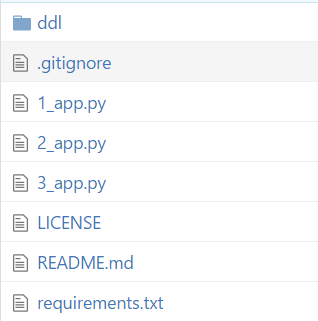 ddl
.gitignore
1_app.py
2_app.py
3_app.py
LICENSE
README.md
requirements.txt